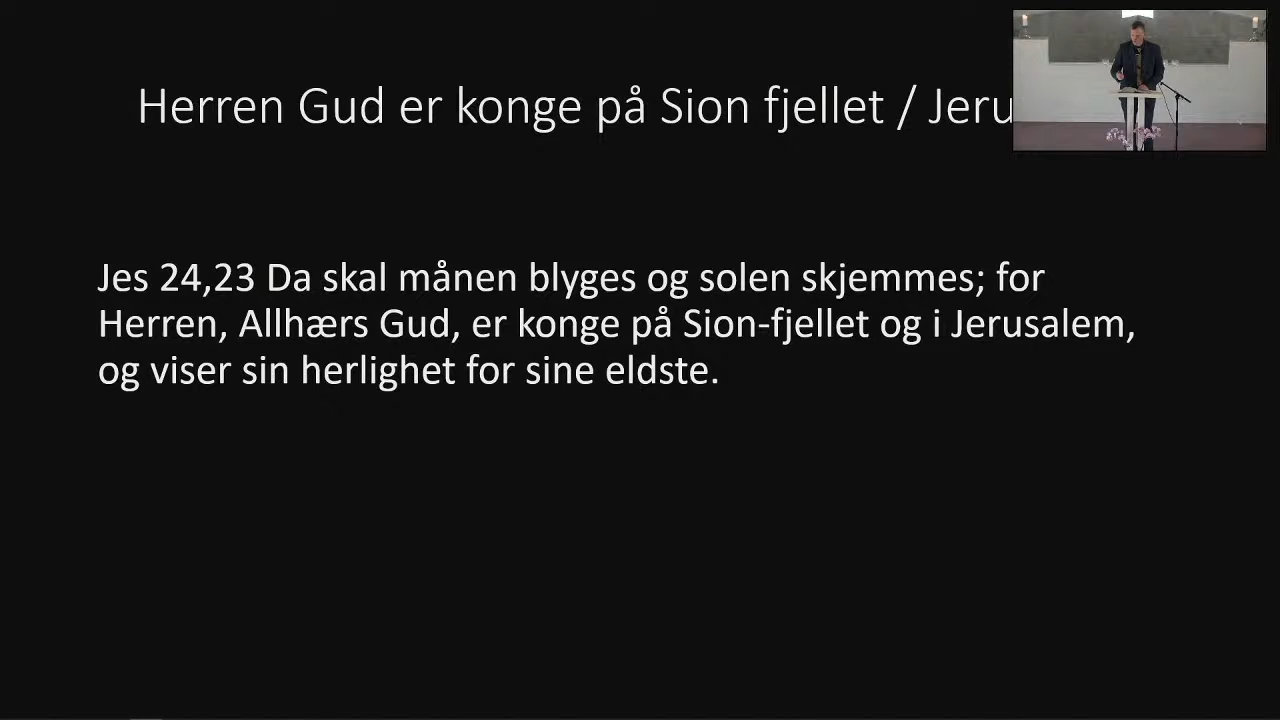 Herren Gud er konge på Sion fjellet / Jeru
Jes 24,23 Da skal månen blyges og solen skjemmes; for
Herren, Allhærs Gud, er konge på Sion-fjellet og i Jerusalem,
og viser sin herlighet for sine eldste.